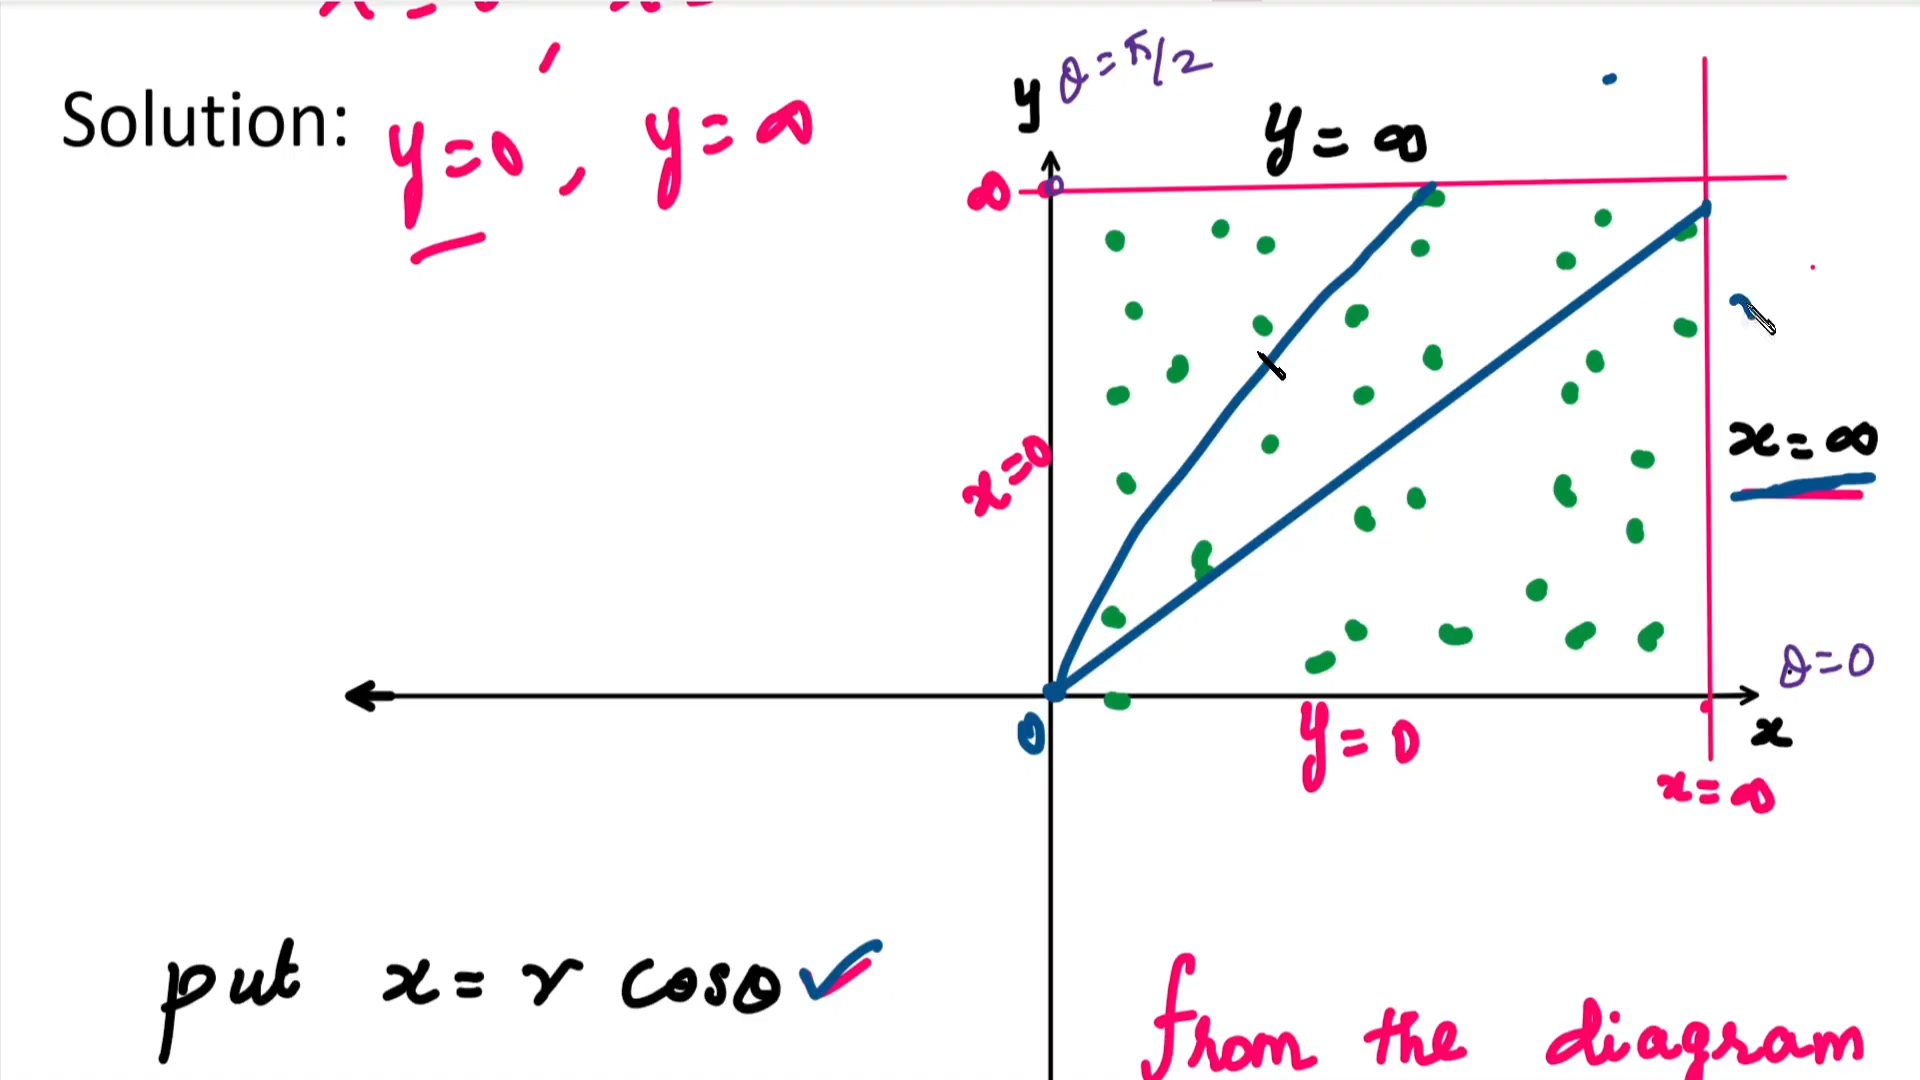 Solution: y=0, y=∞
y θ=π/2
y=∞
∞
x=0
x=∞
θ=0
0
y=0
x
x=∞
put x=r cosθ
from the diagram